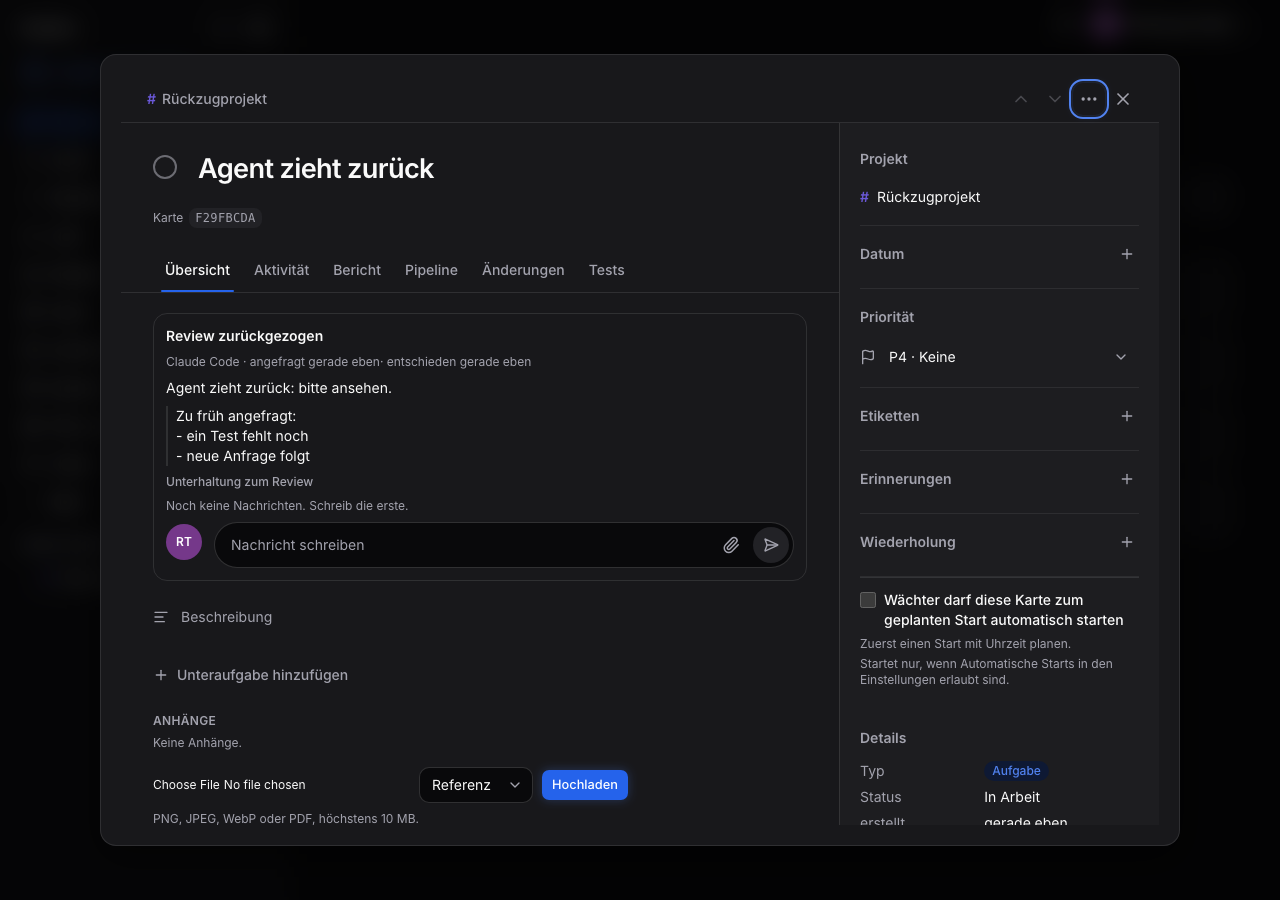 # Rückzugprojekt
Agent zieht zurück
Karte F29FBCDA
Übersicht Aktivität Bericht Pipeline Änderungen Tests
Review zurückgezogen
Claude Code · angefragt gerade eben· entschieden gerade eben
Agent zieht zurück: bitte ansehen.
Zu früh angefragt:
- ein Test fehlt noch
- neue Anfrage folgt
Unterhaltung zum Review
Noch keine Nachrichten. Schreib die erste.
RT Nachricht schreiben
Beschreibung
Unteraufgabe hinzufügen
ANHÄNGE
Keine Anhänge.
Choose File No file chosen Referenz Hochladen
PNG, JPEG, WebP oder PDF, höchstens 10 MB.
Projekt
# Rückzugprojekt
Datum
Priorität
P4 · Keine
Etiketten
Erinnerungen
Wiederholung
Wächter darf diese Karte zum
geplanten Start automatisch starten
Zuerst einen Start mit Uhrzeit planen.
Startet nur, wenn Automatische Starts in den
Einstellungen erlaubt sind.
Details
Typ Aufgabe
Status In Arbeit
erstellt gerade eben